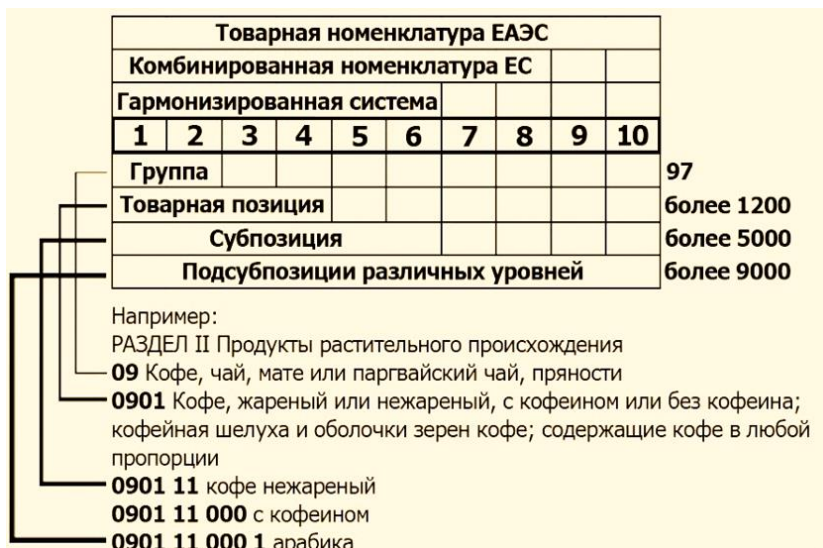 Товарная номенклатура ЕАЭС
Комбинированная номенклатура ЕС
Гармонизированная система
1 2 3 4 5 6 7 8 9 10
Группа 97
Товарная позиция более 1200
Субпозиция более 5000
Подсубпозиции различных уровней более 9000
Например:
РАЗДЕЛ II Продукты растительного происхождения
09 Кофе, чай, мате или паргвайский чай, пряности
0901 Кофе, жареный или нежареный, с кофеином или без кофеина;
кофейная шелуха и оболочки зерен кофе; содержащие кофе в любой
пропорции
0901 11 кофе нежареный
0901 11 000 с кофеином
0901 11 000 1 арабика